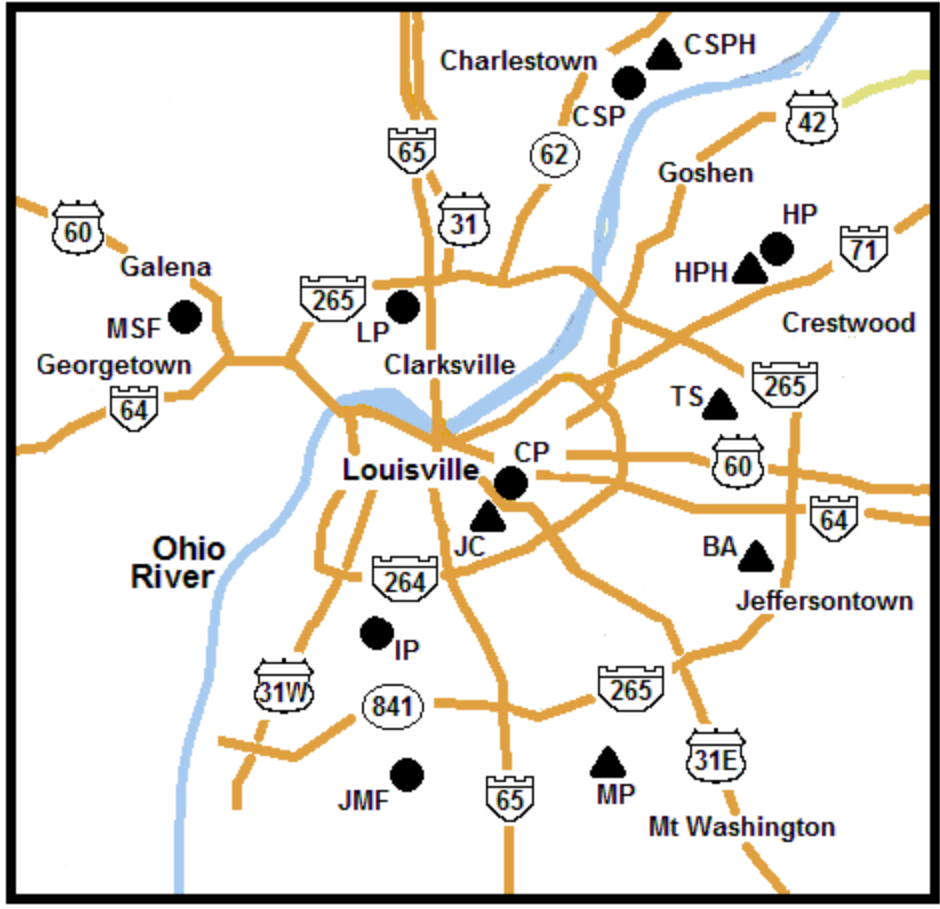 CSPH
Charlestown
CSP
42
65
62
Goshen
31
HP
60
71
Galena
HPH
265
LP
MSF
Crestwood
Georgetown
Clarksville
265
TS
64
CP
60
Louisville
64
JC
Ohio
River
BA
264
Jeffersontown
IP
31W
265
841
31E
JMF
65
MP
Mt Washington